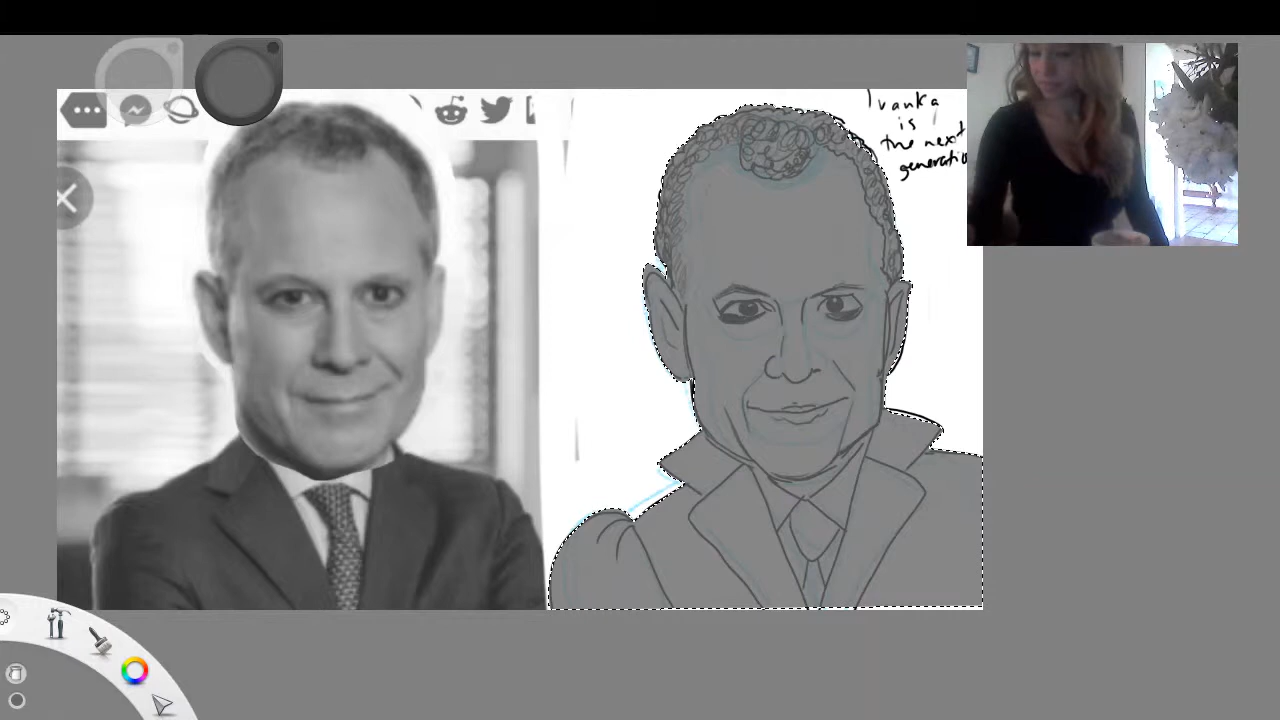 Ivanka
is
the next
generatio